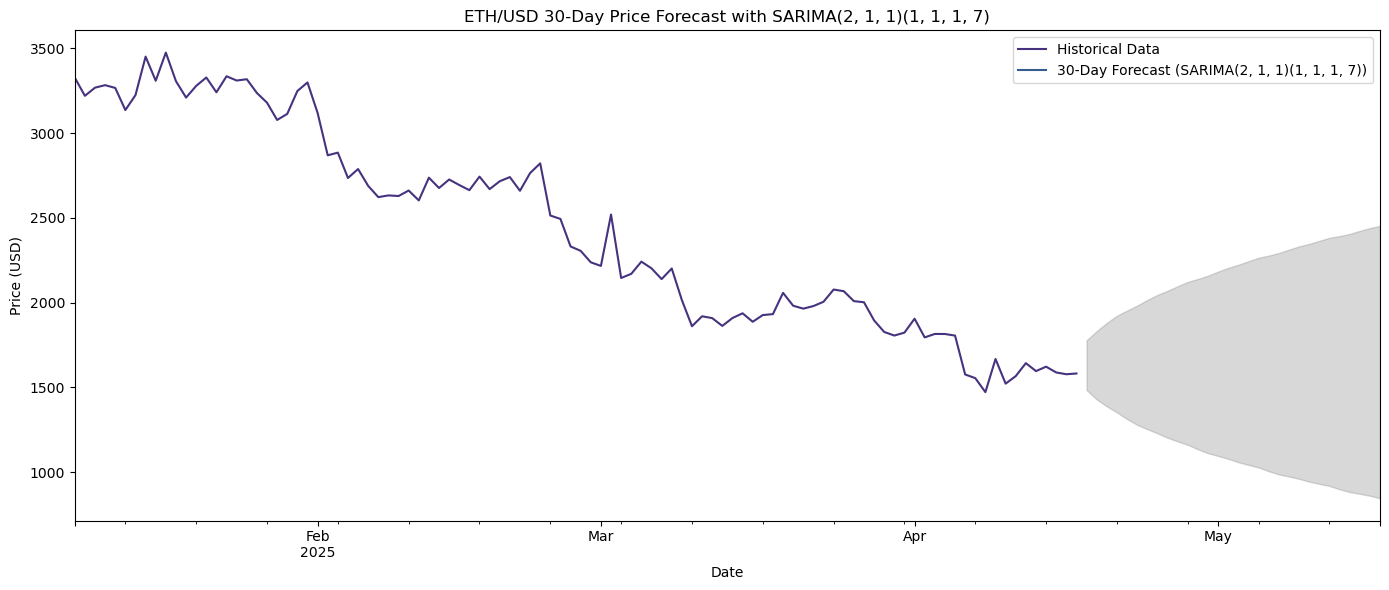 ETH/USD 30-Day Price Forecast with SARIMA(2, 1, 1)(1, 1, 1, 7)
Historical Data
30-Day Forecast (SARIMA(2, 1, 1)(1, 1, 1, 7))
3500
3000
2500
2000
1500
1000
Price (USD)
Feb
2025
Mar
Apr
May
Date